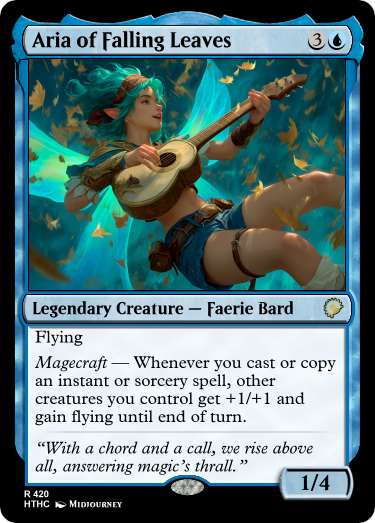 Aria of Falling Leaves 3
Legendary Creature — Faerie Bard
Flying
Magecraft — Whenever you cast or copy
an instant or sorcery spell, other
creatures you control get +1/+1 and
gain flying until end of turn.
“With a chord and a call, we rise above
all, answering magic’s thrall.”
1/4
R 420
HTHC Midjourney